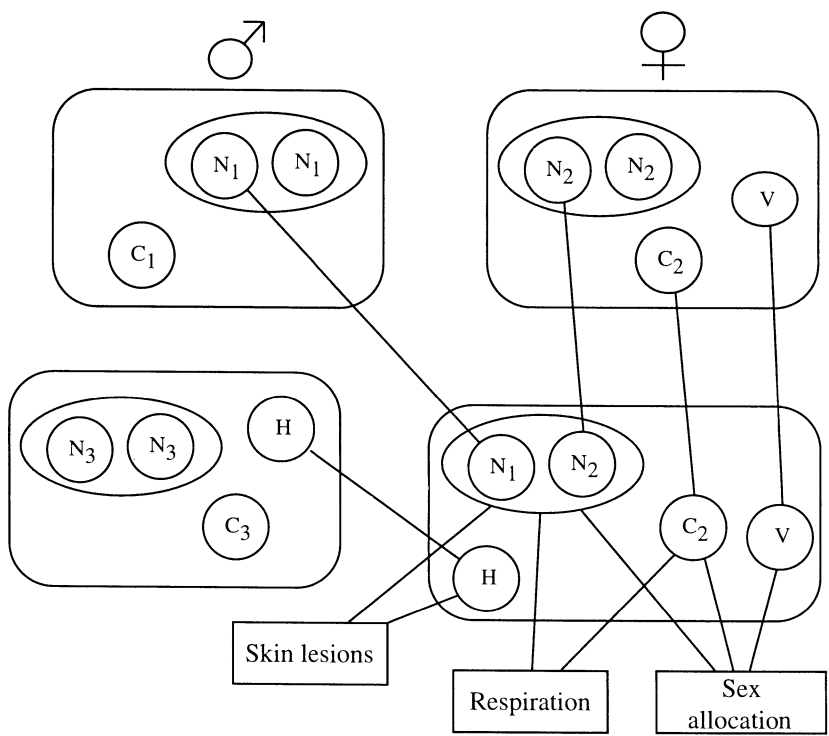 ♂
♀
N1 N1
C1
N2 N2
V
C2
N3 N3
H
C3
N1 N2
C2
V
H
Skin lesions
Respiration
Sex
allocation